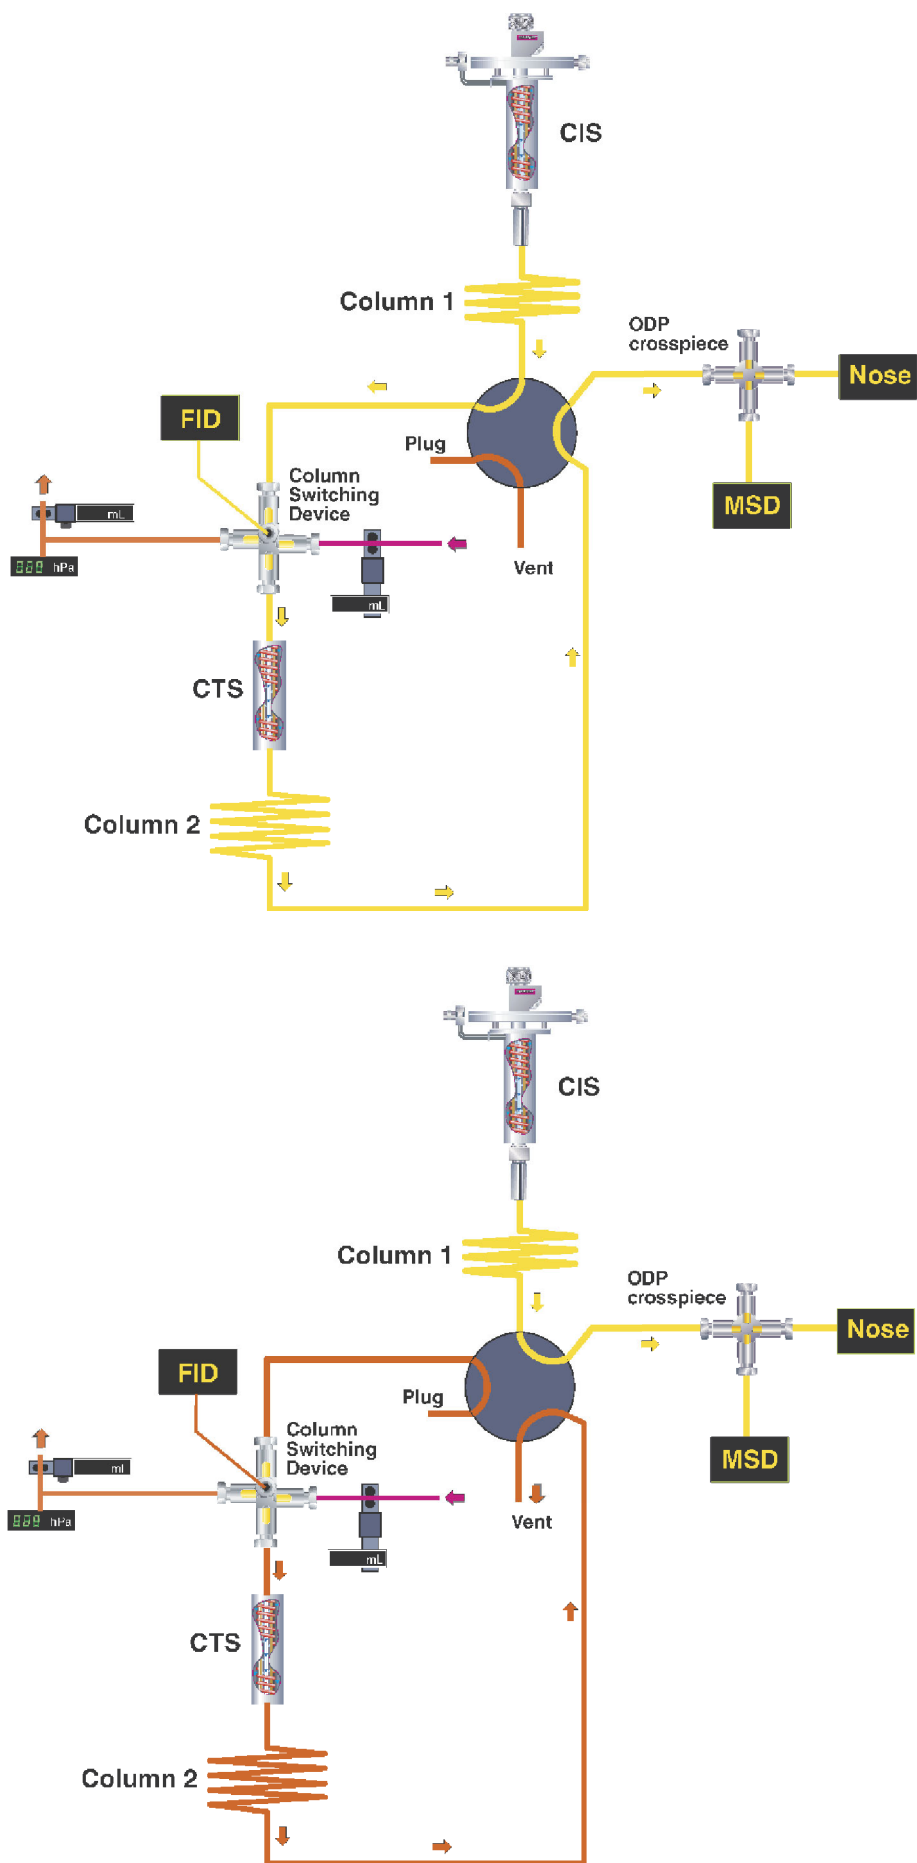 CIS
Column 1
ODP
crosspiece
Nose
FID
Plug
Column
Switching
Device
mL
MSD
hPa
Vent
mL
CTS
Column 2
CIS
Column 1
ODP
crosspiece
Nose
FID
Plug
Column
Switching
Device
ml
MSD
hPa
Vent
mL
CTS
Column 2